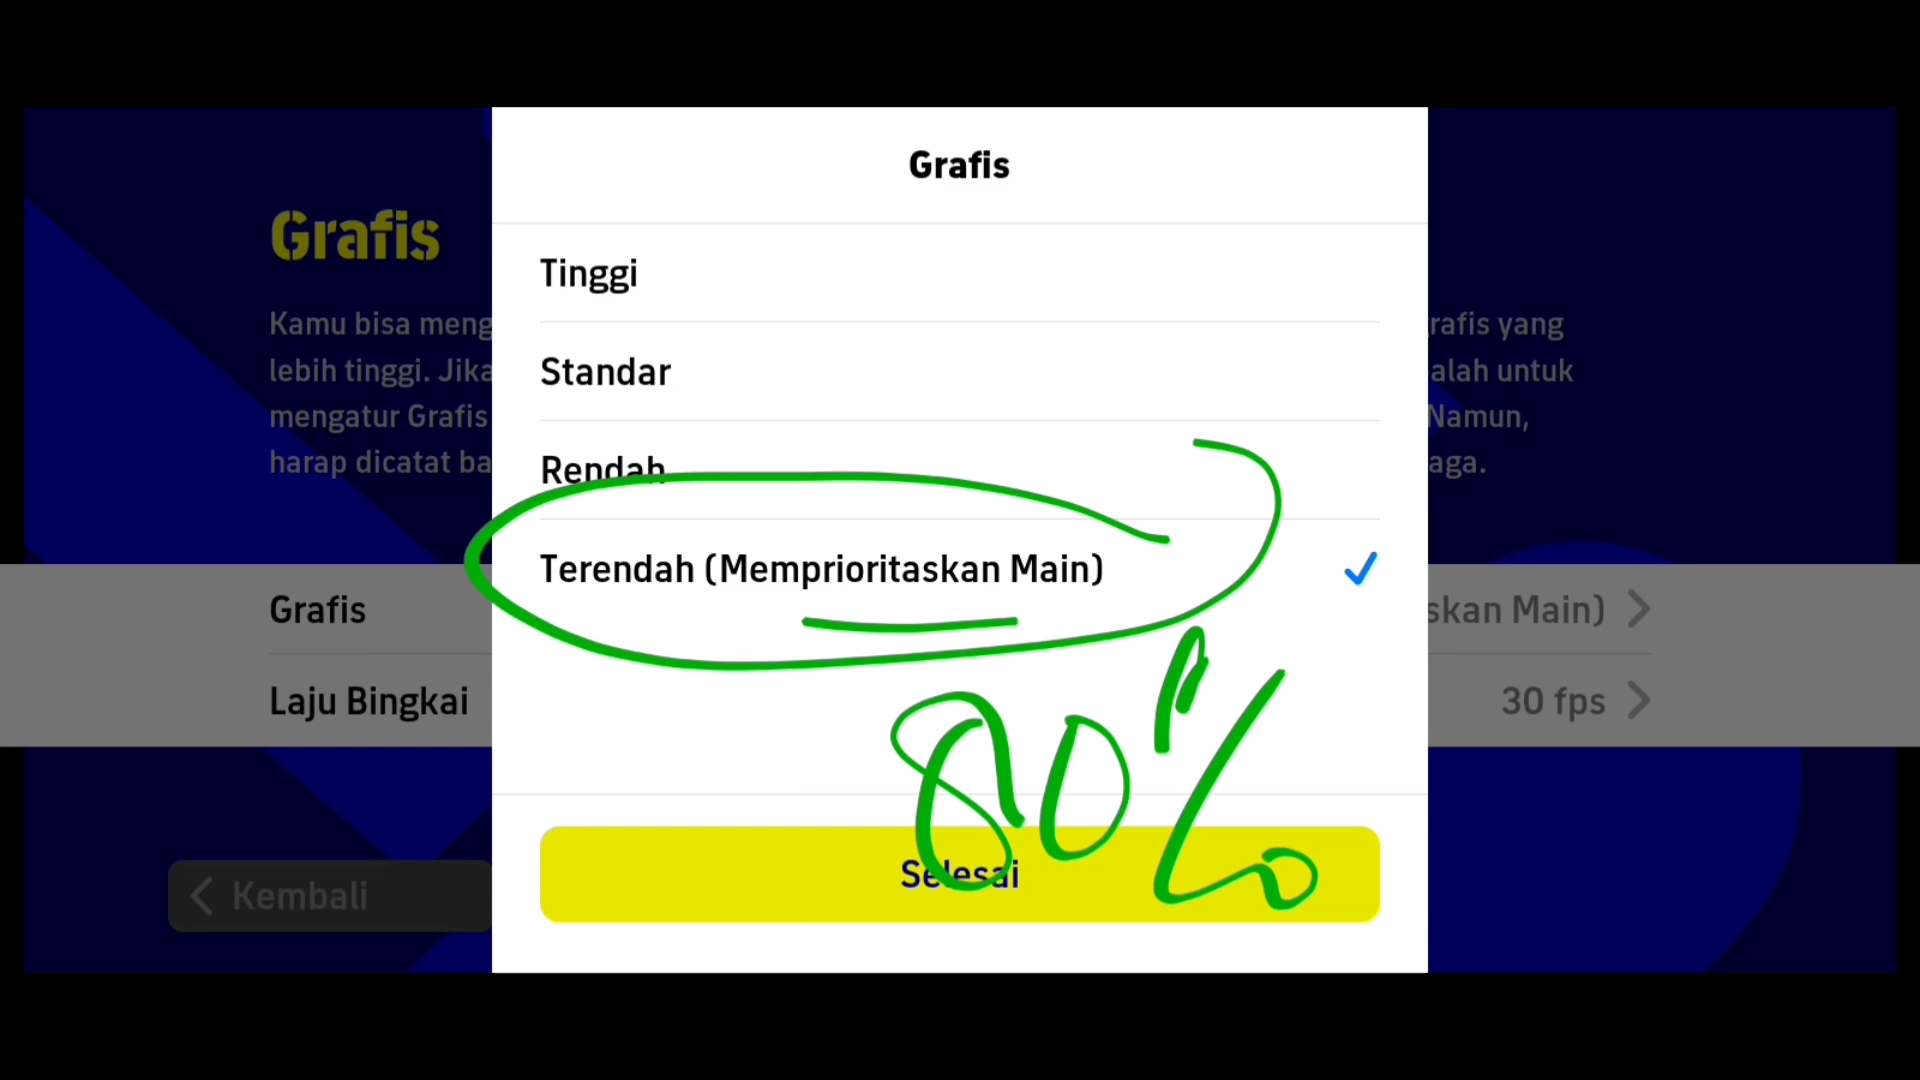 Grafis
Tinggi
Standar
Rendah
Terendah (Memprioritaskan Main)
80%
Selesai
Grafis
Kamu bisa meng
lebih tinggi. Jika
mengatur Grafis
harap dicatat ba
rafis yang
alah untuk
Namun,
aga.
Grafis
skan Main)
Laju Bingkai
30 fps
Kembali